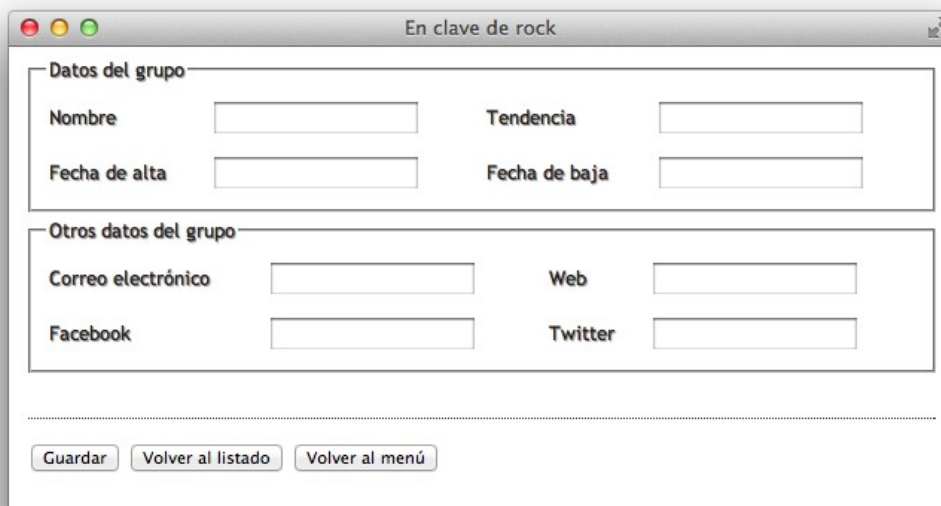 En clave de rock
Datos del grupo
Nombre Tendencia
Fecha de alta Fecha de baja
Otros datos del grupo
Correo electrónico Web
Facebook Twitter
Guardar Volver al listado Volver al menú